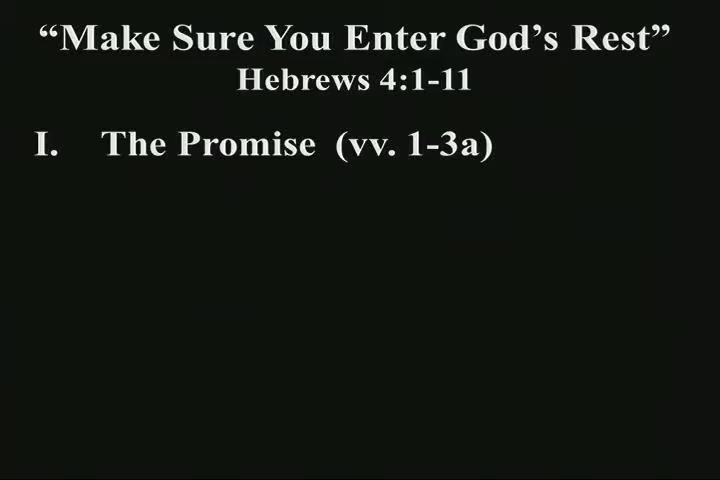 “Make Sure You Enter God’s Rest”
Hebrews 4:1-11
I. The Promise (vv. 1-3a)